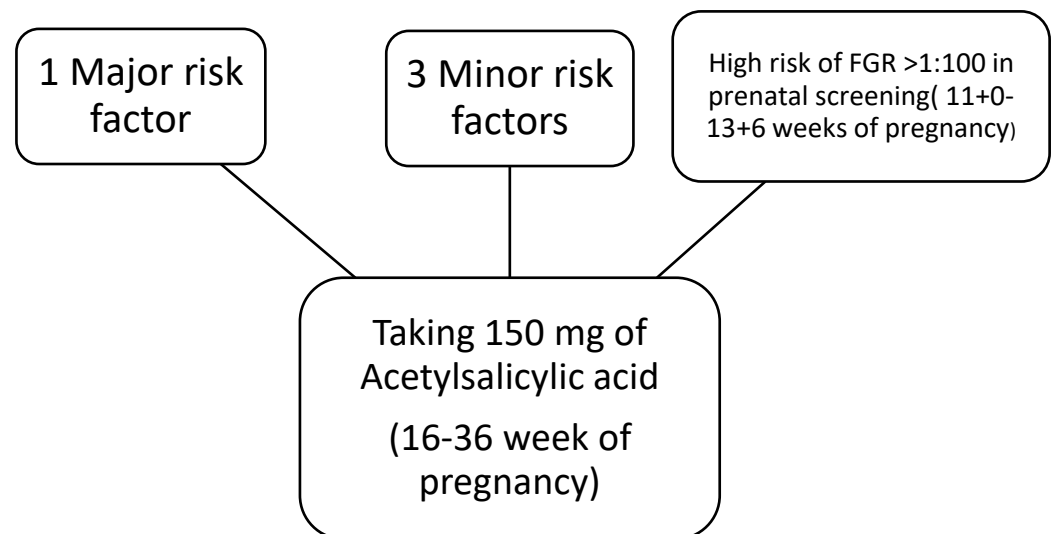 1 Major risk
factor
3 Minor risk
factors
High risk of FGR >1:100 in
prenatal screening( 11+0-
13+6 weeks of pregnancy)
Taking 150 mg of
Acetylsalicylic acid
(16-36 week of
pregnancy)